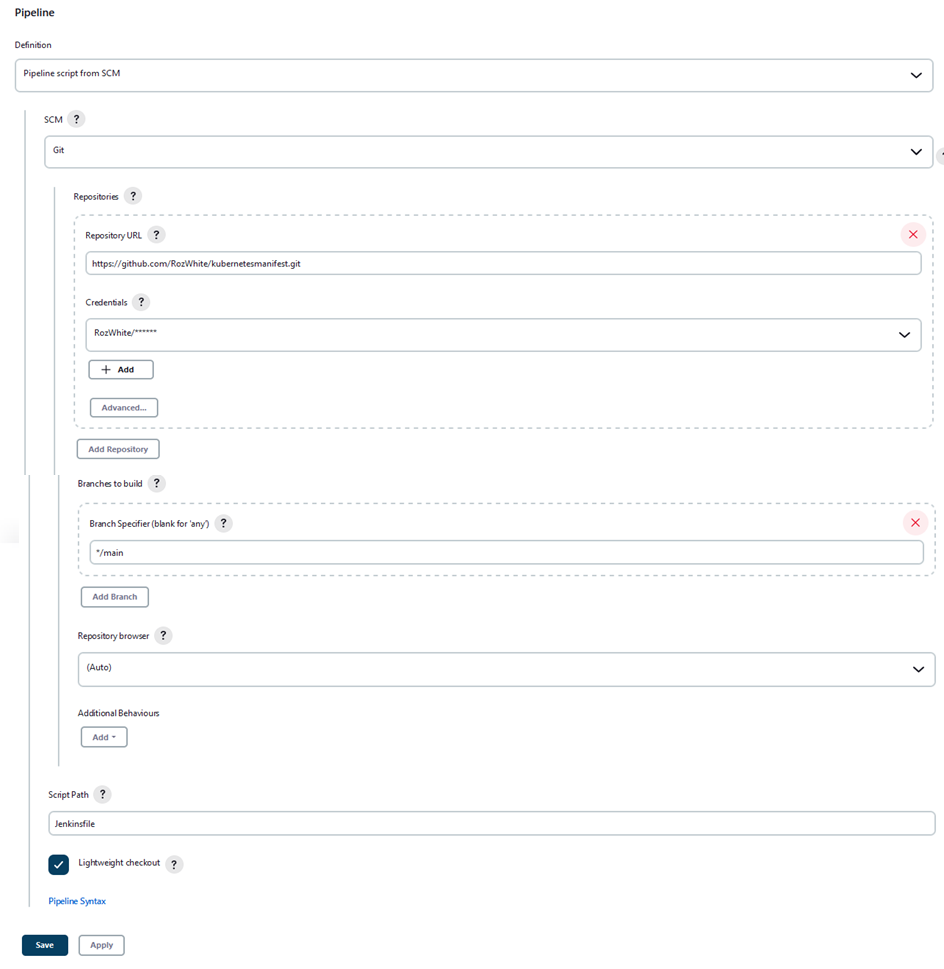 Pipeline
Definition
Pipeline script from SCM
SCM ?
Git
Repositories ?
Repository URL ?
https://github.com/RozWhite/kubernetesmanifest.git
Credentials ?
RozWhite/******
+ Add
Advanced...
Add Repository
Branches to build ?
Branch Specifier (blank for 'any') ?
*/main
Add Branch
Repository browser ?
(Auto)
Additional Behaviours
Add
Script Path ?
Jenkinsfile
Lightweight checkout ?
Pipeline Syntax
Save Apply